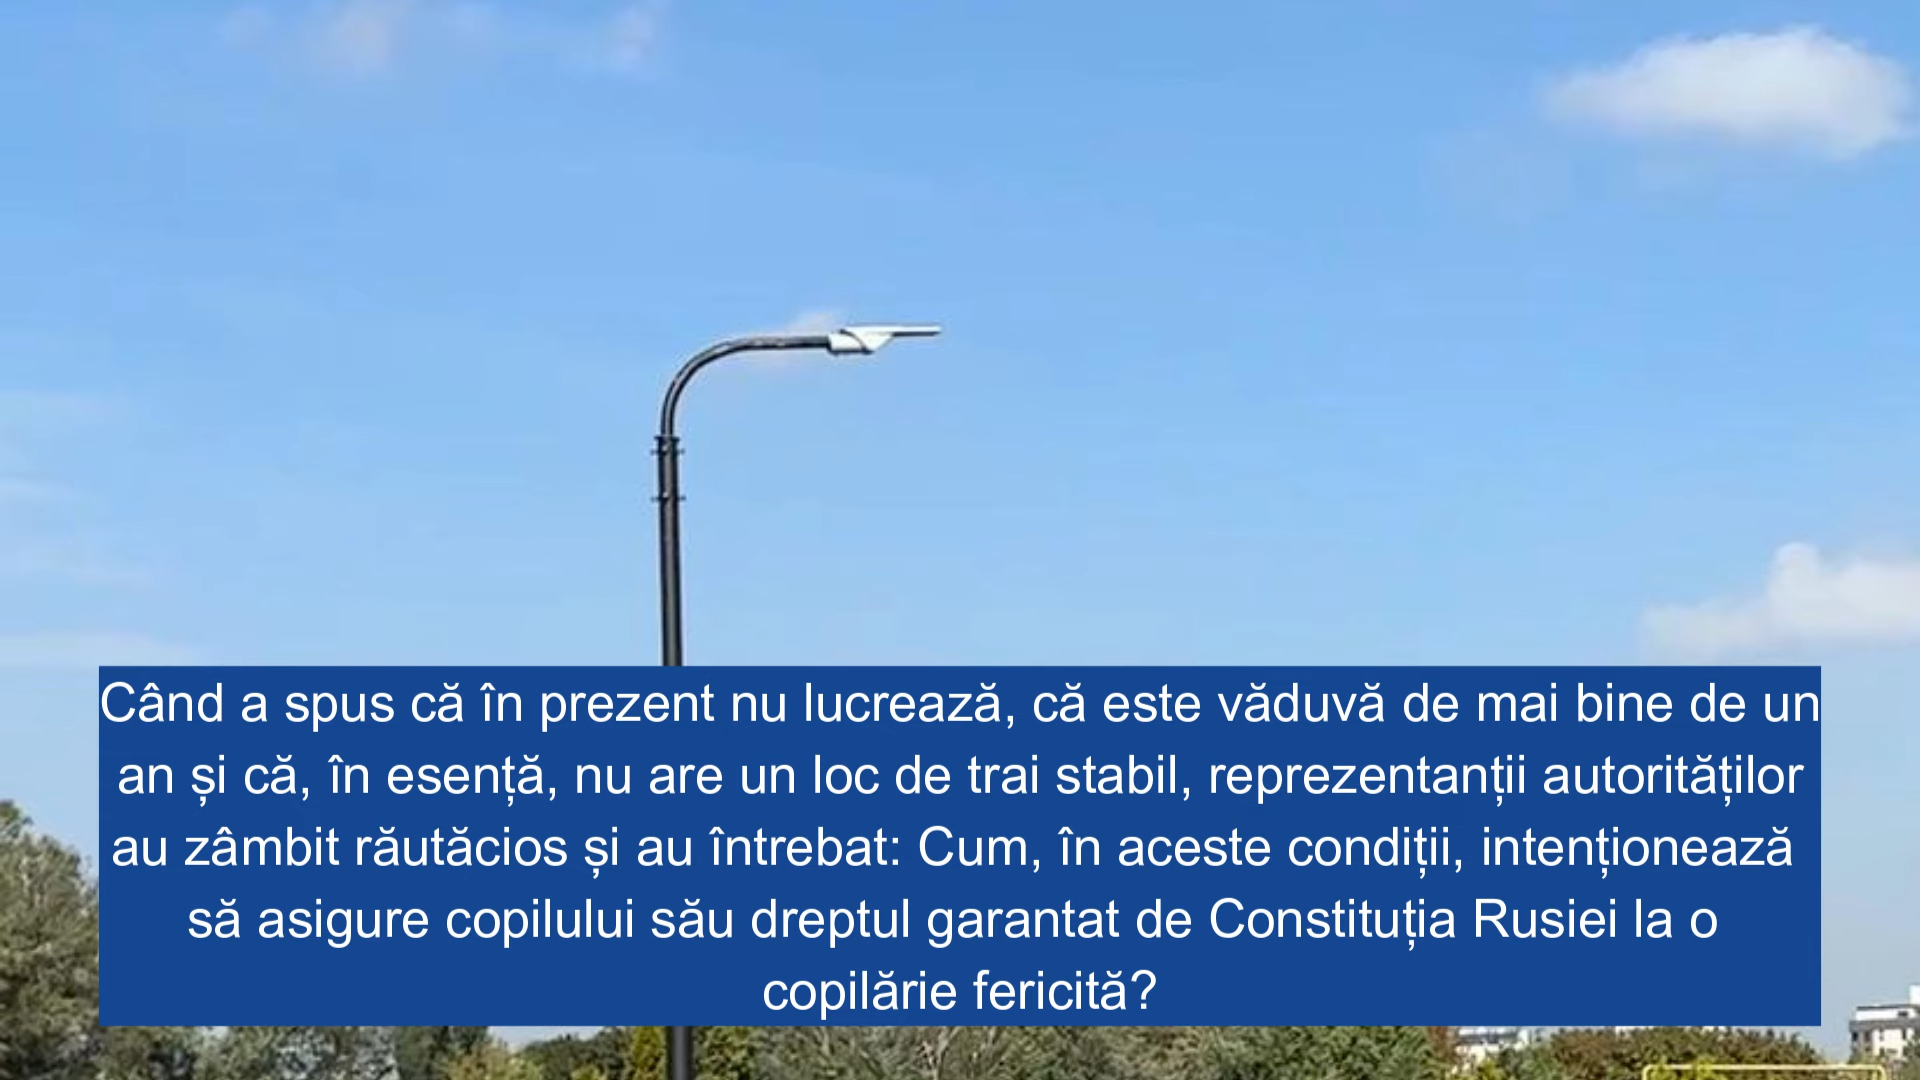 Când a spus că în prezent nu lucrează, că este văduvă de mai bine de un
an și că, în esență, nu are un loc de trai stabil, reprezentanții autorităților
au zâmbit răutăcios și au întrebat: Cum, în aceste condiții, intenționează
să asigure copilului său dreptul garantat de Constituția Rusiei la o
copilărie fericită?